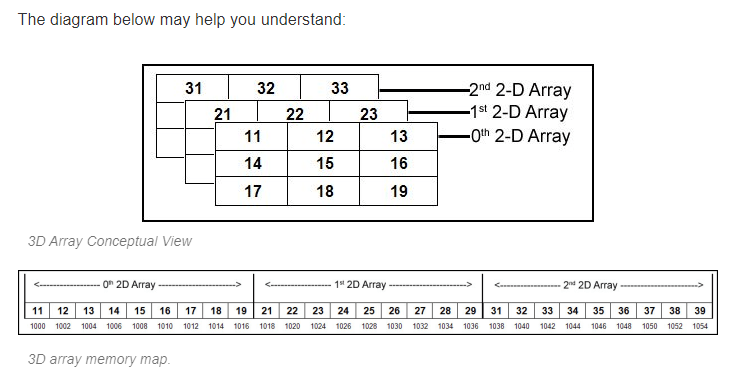 The diagram below may help you understand:
31 32 33 2nd 2-D Array
21 22 23 1st 2-D Array
11 12 13 0th 2-D Array
14 15 16
17 18 19
3D Array Conceptual View
0th 2D Array 1st 2D Array 2nd 2D Array
11 12 13 14 15 16 17 18 19 21 22 23 24 25 26 27 28 29 31 32 33 34 35 36 37 38 39
1000 1002 1004 1006 1008 1010 1012 1014 1016 1018 1020 1024 1026 1028 1030 1032 1034 1036 1038 1040 1042 1044 1046 1048 1050 1052 1054
3D array memory map.